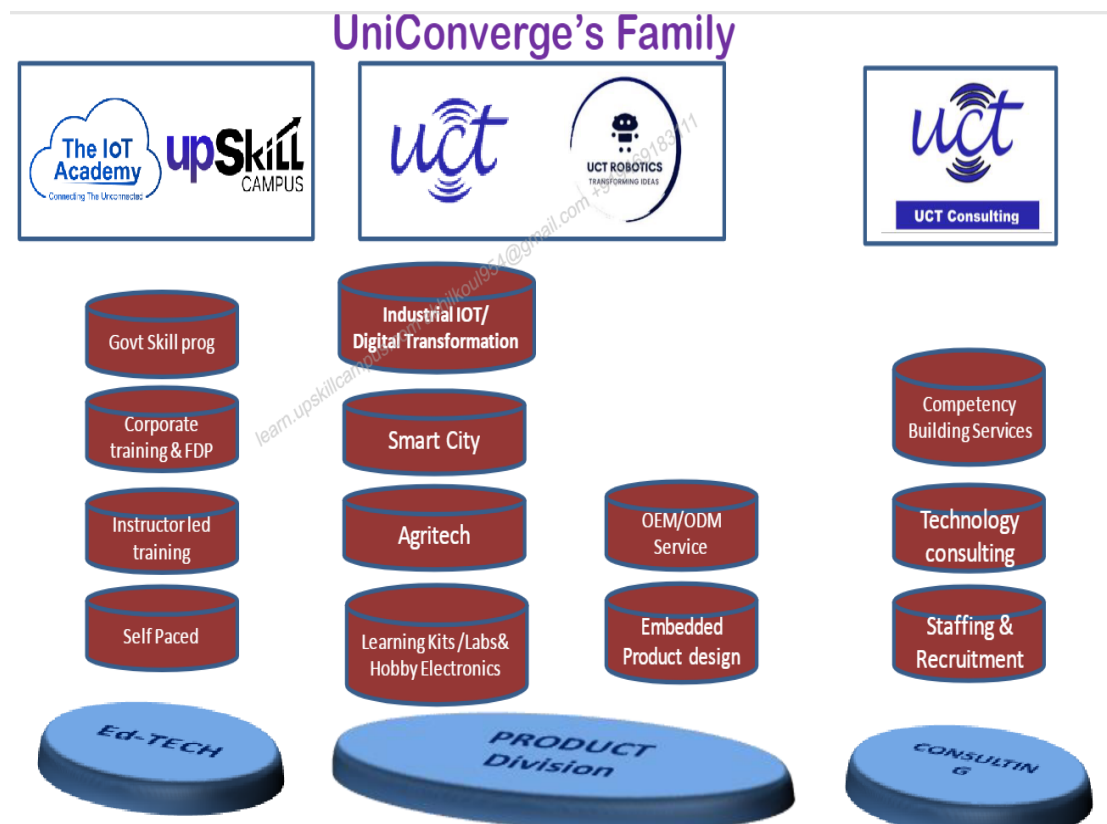 UniConverge's Family
The IoT
Academy
Connecting The Unconnected
upSkill
CAMPUS
uct
UCT ROBOTICS
TRANSFORMING IDEAS
uct
UCT Consulting
Govt Skill prog
Corporate
training & FDP
Instructor led
training
Self Paced
Industrial IOT/
Digital Transformation
Smart City
Agritech
Learning Kits /Labs&
Hobby Electronics
OEM/ODM
Service
Embedded
Product design
Competency
Building Services
Technology
consulting
Staffing &
Recruitment
Ed-TECH
PRODUCT
Division
CONSULTIN
G
learn.upskillcampus.com